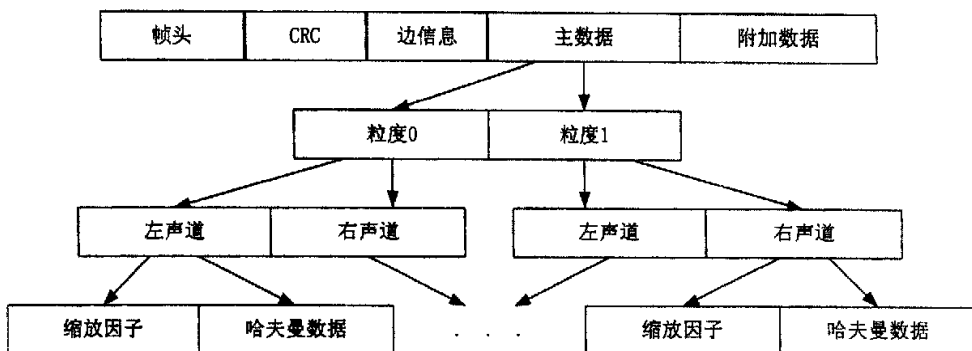 帧头 CRC 边信息 主数据 附加数据
粒度0 粒度1
左声道 右声道 左声道 右声道
缩放因子 哈夫曼数据 . . . 缩放因子 哈夫曼数据